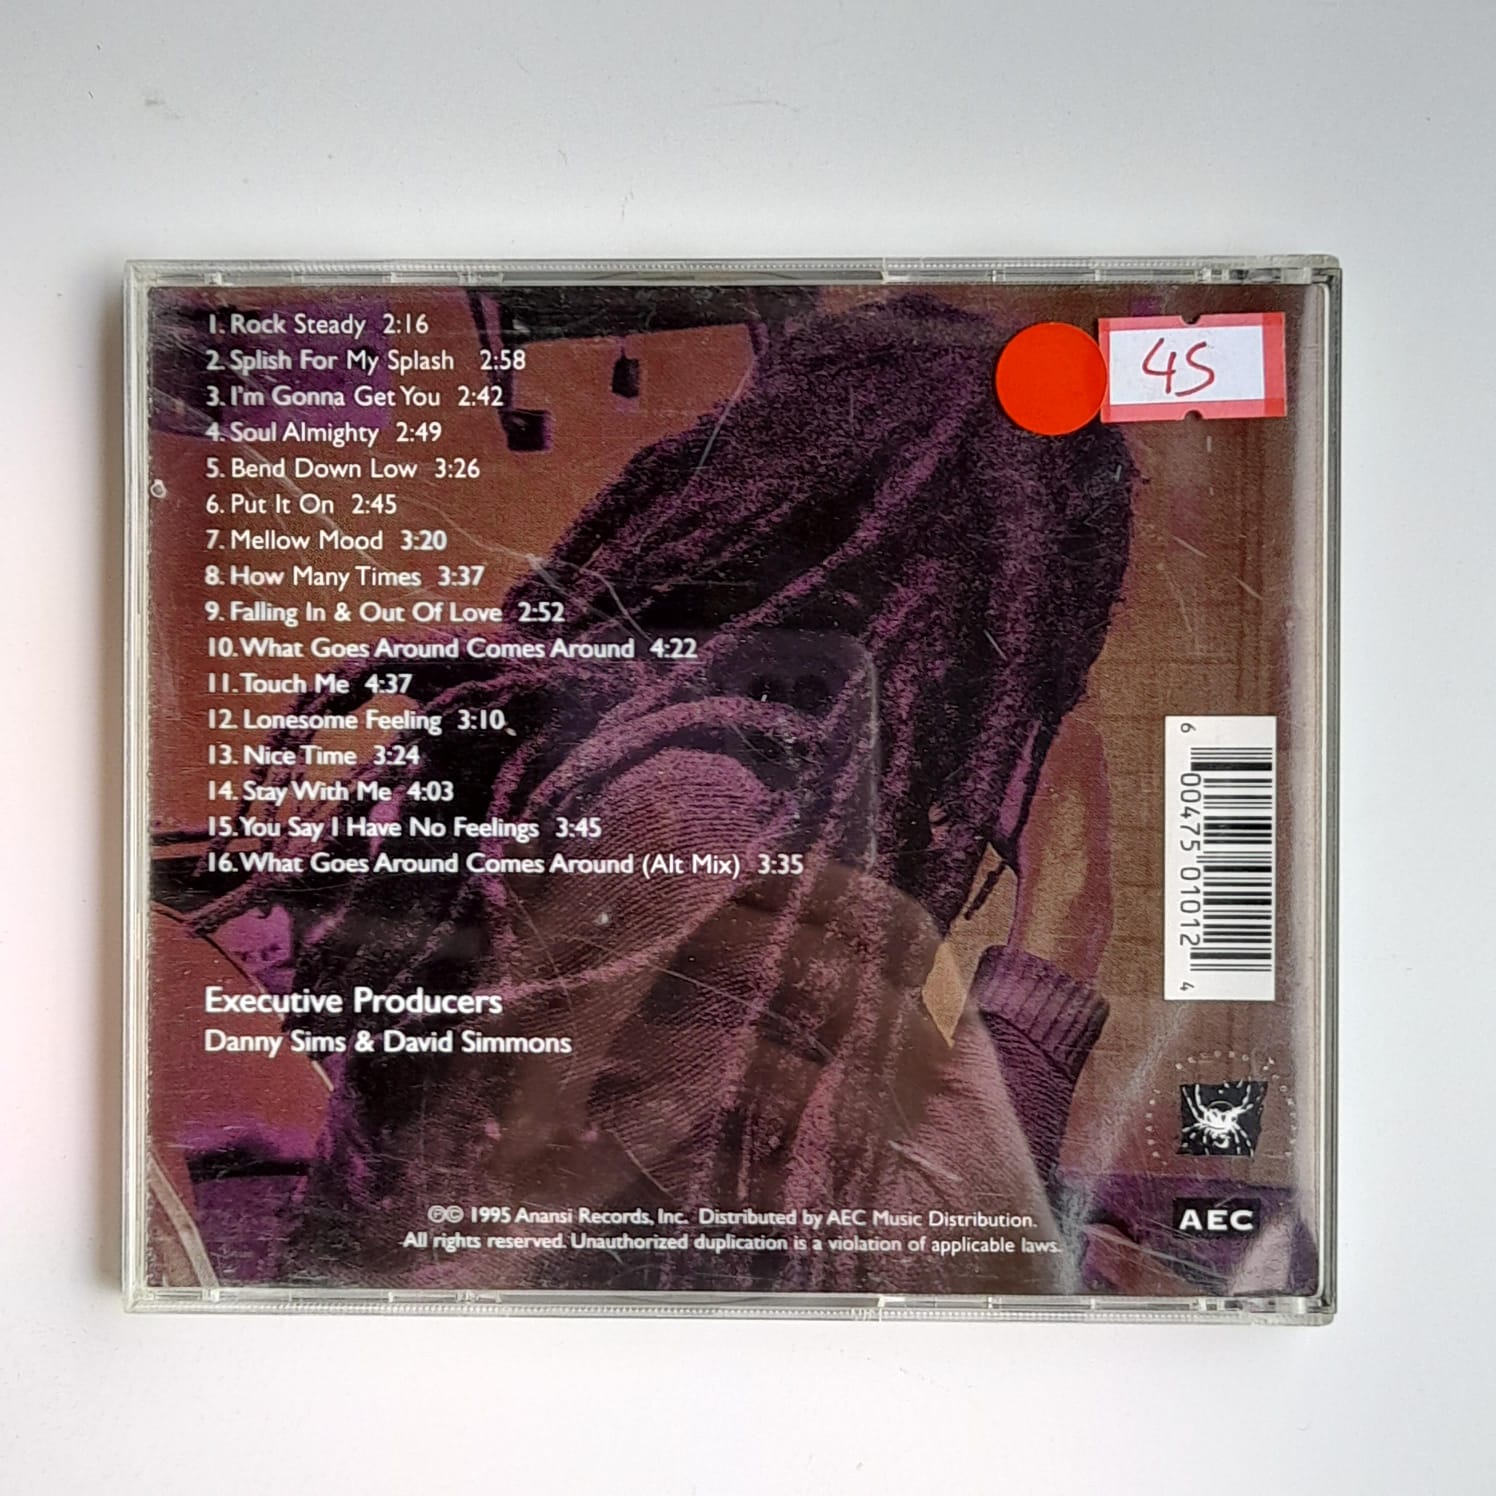 1. Rock Steady 2:16
2. Splish For My Splash 2:58
3. I'm Gonna Get You 2:42
4. Soul Almighty 2:49
5. Bend Down Low 3:26
6. Put It On 2:45
7. Mellow Mood 3:20
8. How Many Times 3:37
9. Falling In & Out Of Love 2:52
10. What Goes Around Comes Around 4:22
11. Touch Me 4:37
12. Lonesome Feeling 3:10
13. Nice Time 3:24
14. Stay With Me 4:03
15. You Say I Have No Feelings 3:45
16. What Goes Around Comes Around (Alt Mix) 3:35
45
6 00475 01012 4
Executive Producers
Danny Sims & David Simmons
AEC
℗© 1995 Anansi Records, Inc. Distributed by AEC Music Distribution.
All rights reserved. Unauthorized duplication is a violation of applicable laws.